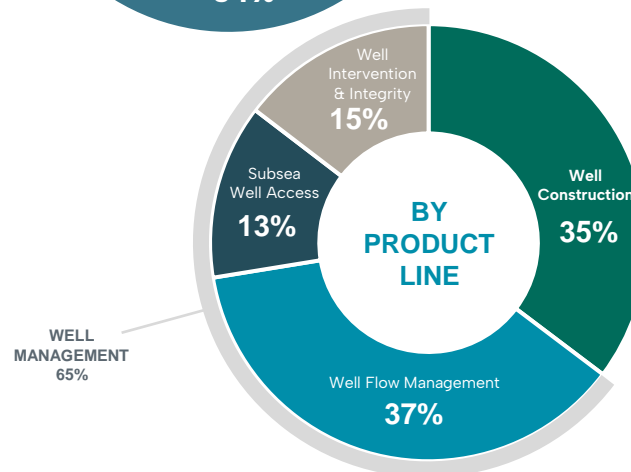 Well
Intervention
& Integrity
15%
Subsea
Well Access
13%
Well
Construction
35%
BY
PRODUCT
LINE
WELL
MANAGEMENT
65%
Well Flow Management
37%